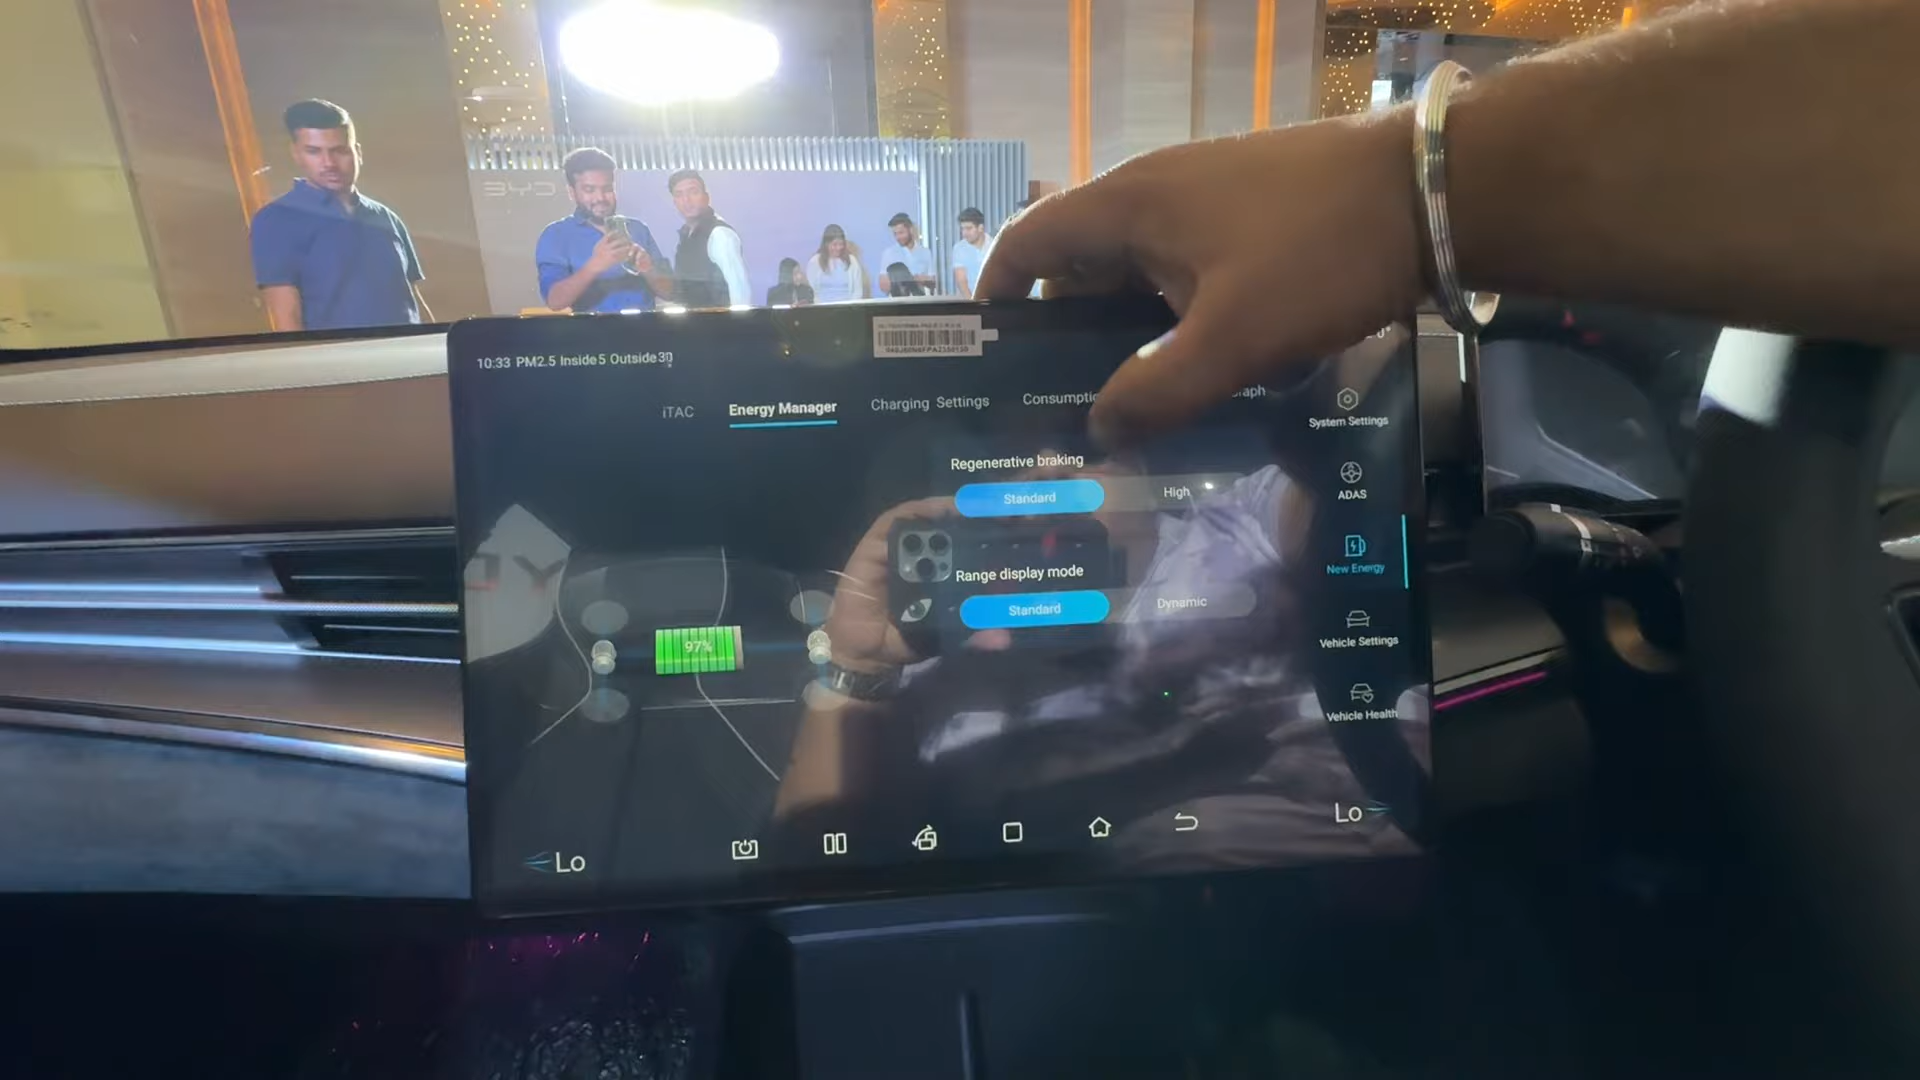 BYD
10:33 PM2.5 Inside5 Outside30
iTAC
Energy Manager
Charging Settings
Regenerative braking
Standard
High
Range display mode
Standard
Dynamic
97%
System Settings
ADAS
New Energy
Vehicle Settings
Vehicle Health
Lo
Lo